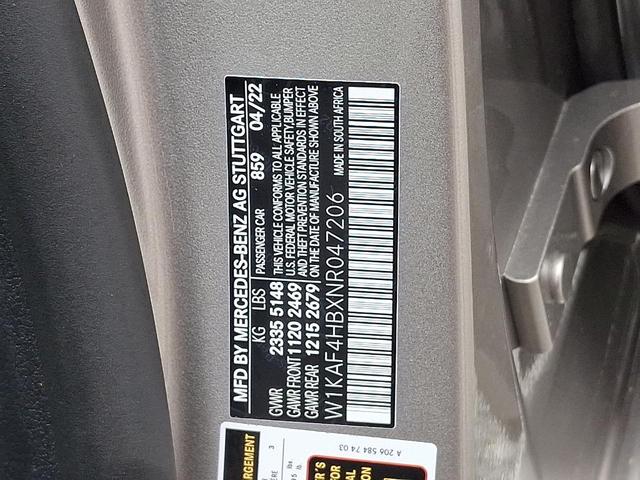 MFD BY MERCEDES-BENZ AG STUTTGART
KG LBS PASSENGER CAR 859 04/22
GVWR 2335 5148 THIS VEHICLE CONFORMS TO ALL APPLICABLE
GAWR FRONT 1120 2469 U.S. FEDERAL MOTOR VEHICLE SAFETY, BUMPER
GAWR REAR 1215 2679 AND THEFT PREVENTION STANDARDS IN EFFECT
ON THE DATE OF MANUFACTURE SHOWN ABOVE
W1KAF4HBXNR047206 MADE IN SOUTH AFRICA
A 206 584 74 03